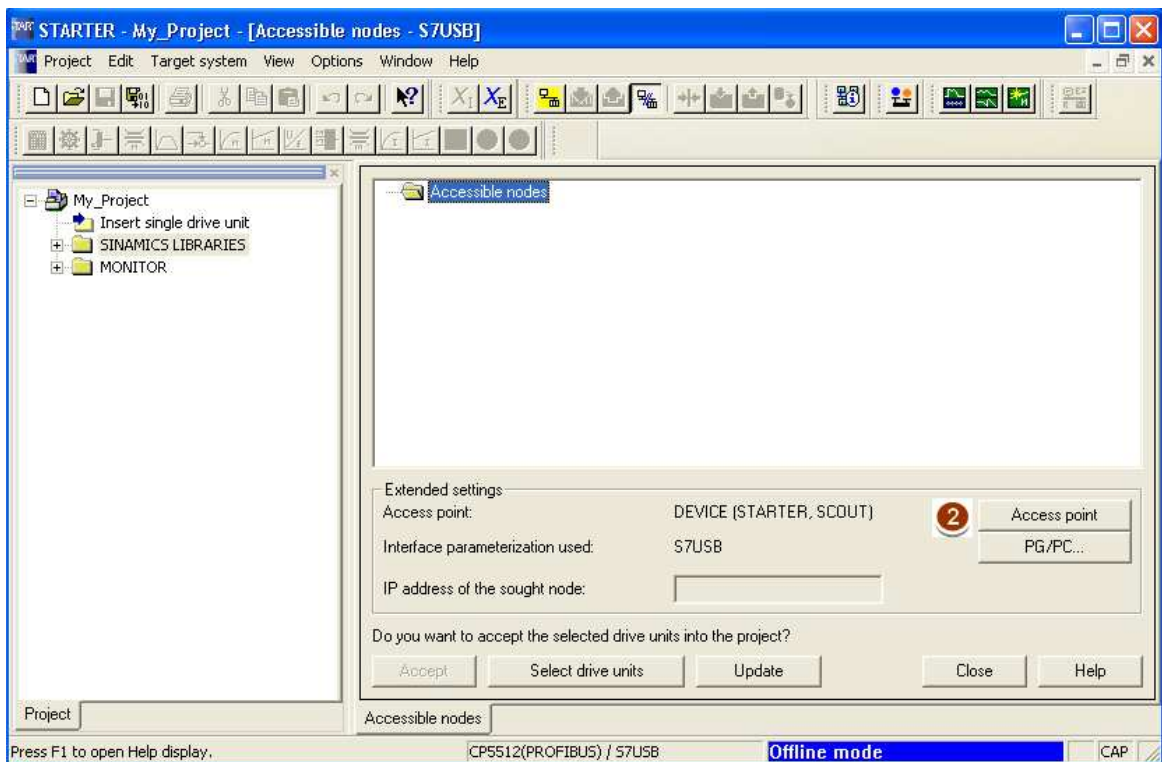 STARTER - My_Project - [Accessible nodes - S7USB]
Project Edit Target system View Options Window Help
My_Project
Insert single drive unit
SINAMICS LIBRARIES
MONITOR
Project
Accessible nodes
Extended settings
Access point: DEVICE (STARTER, SCOUT) 2 Access point
Interface parameterization used: S7USB PG/PC...
IP address of the sought node:
Do you want to accept the selected drive units into the project?
Accept Select drive units Update Close Help
Accessible nodes
Press F1 to open Help display. CP5512(PROFIBUS) / S7USB Offline mode CAP